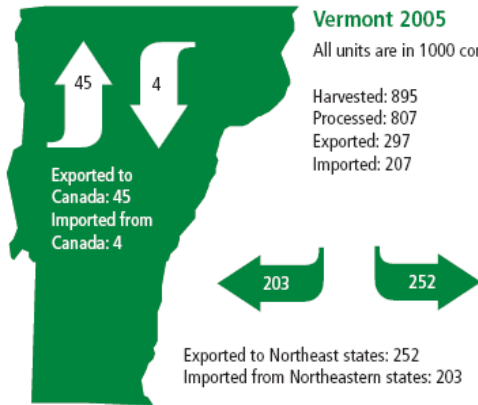 Vermont 2005
All units are in 1000
Harvested: 895
Processed: 807
Exported: 297
Imported: 207
45
4
Exported to
Canada: 45
Imported from
Canada: 4
203
252
Exported to Northeast states: 252
Imported from Northeastern states: 203